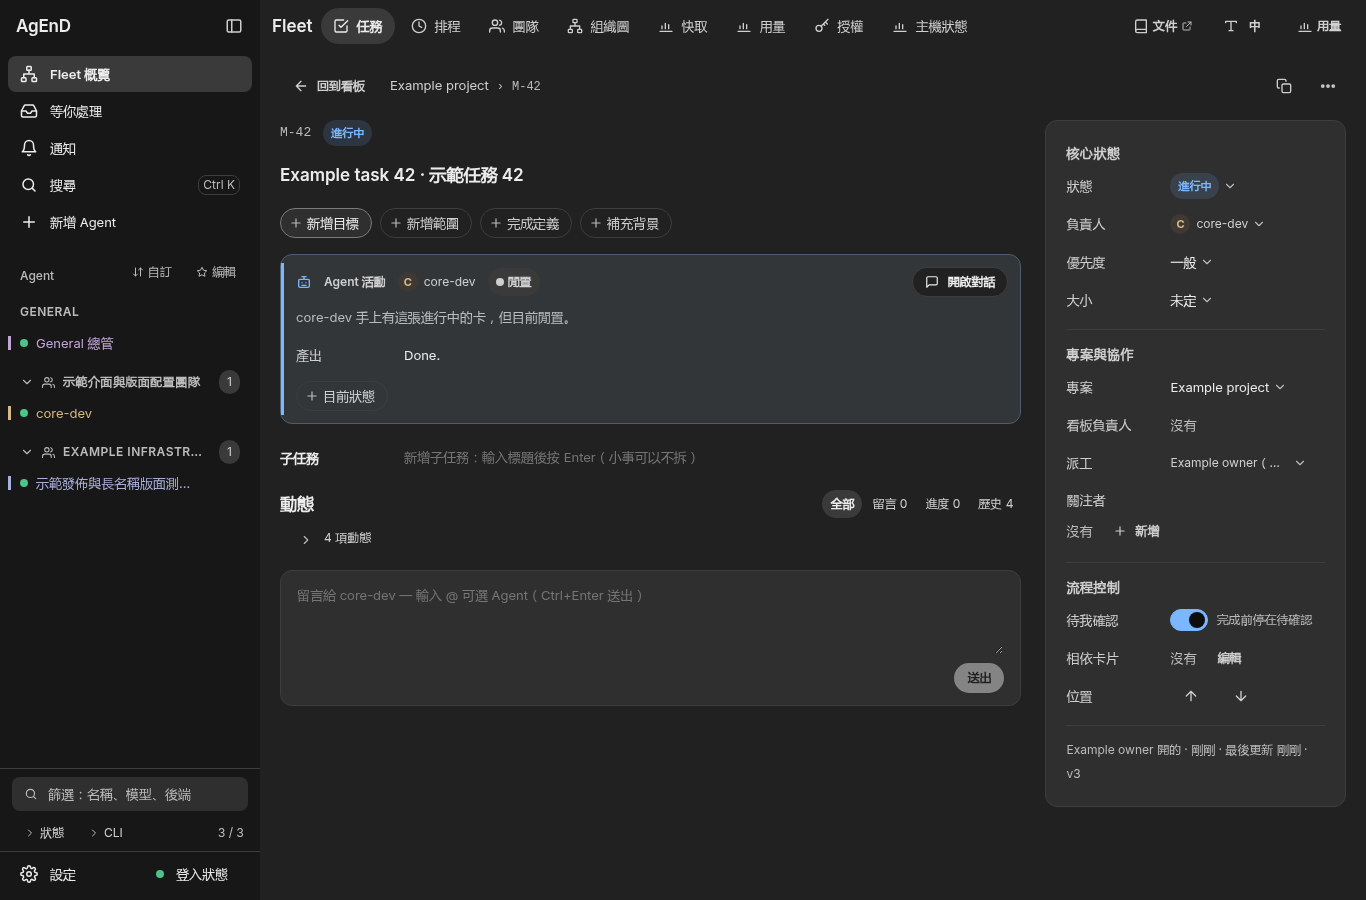 AgEnD
Fleet 概覽
等你處理
通知
搜尋 Ctrl K
新增 Agent
Agent 自訂 編輯
GENERAL
General 總管
示範介面與版面配置團隊 1
core-dev
EXAMPLE INFRASTR... 1
示範發佈與長名稱版面測...
篩選：名稱、模型、後端
狀態 CLI 3 / 3
設定 登入狀態
Fleet 任務 排程 團隊 組織圖 快取 用量 授權 主機狀態 文件 中 用量
回到看板 Example project › M-42
M-42 進行中
Example task 42 · 示範任務 42
新增目標 新增範圍 完成定義 補充背景
Agent 活動 C core-dev 閒置 開啟對話
core-dev 手上有這張進行中的卡，但目前閒置。
產出 Done.
目前狀態
子任務 新增子任務：輸入標題後按 Enter（小事可以不拆）
動態 全部 留言 0 進度 0 歷史 4
4 項動態
留言給 core-dev — 輸入 @ 可選 Agent（Ctrl+Enter 送出）
送出
核心狀態
狀態 進行中
負責人 C core-dev
優先度 一般
大小 未定
專案與協作
專案 Example project
看板負責人 沒有
派工 Example owner（...
關注者
沒有 新增
流程控制
待我確認 完成前停在待確認
相依卡片 沒有 編輯
位置
Example owner 開的 · 剛剛 · 最後更新 剛剛 ·
v3